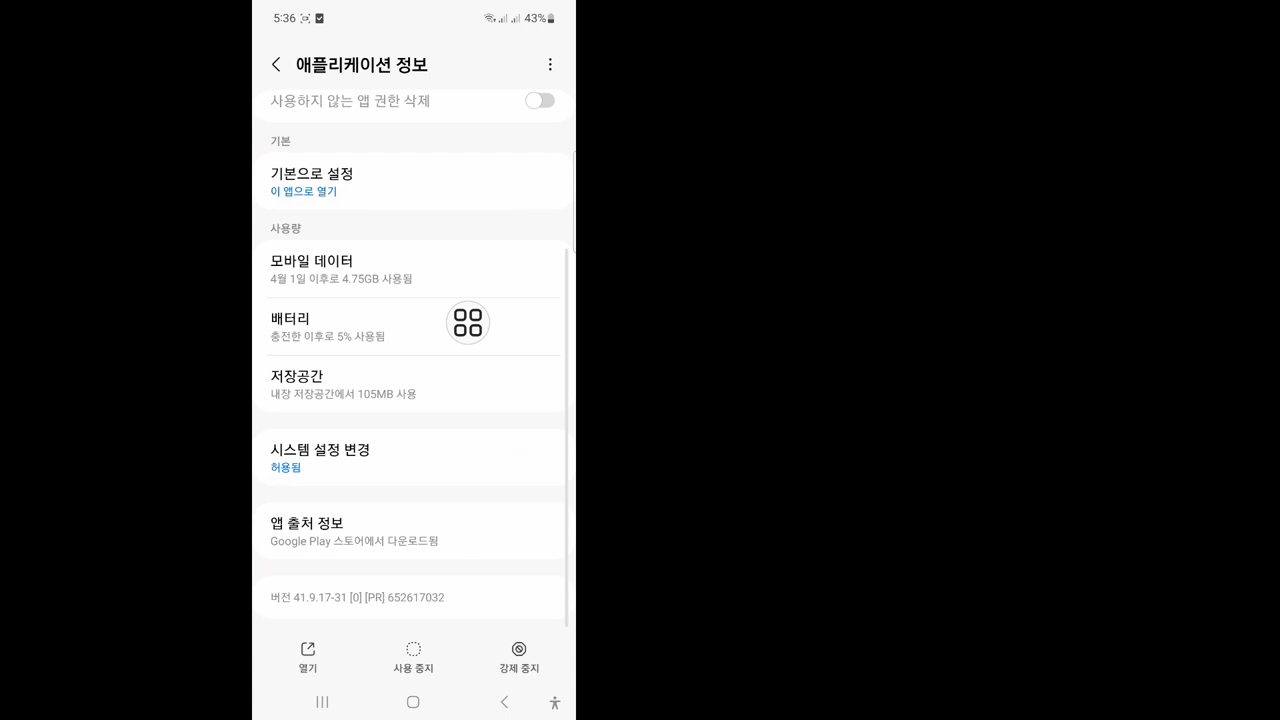 5:36
43%
애플리케이션 정보
사용하지 않는 앱 권한 삭제
기본
기본으로 설정
이 앱으로 열기
사용량
모바일 데이터
4월 1일 이후로 4.75GB 사용됨
배터리
충전한 이후로 5% 사용됨
저장공간
내장 저장공간에서 105MB 사용
시스템 설정 변경
허용됨
앱 출처 정보
Google Play 스토어에서 다운로드됨
버전 41.9.17-31 [0] [PR] 652617032
열기
사용 중지
강제 중지